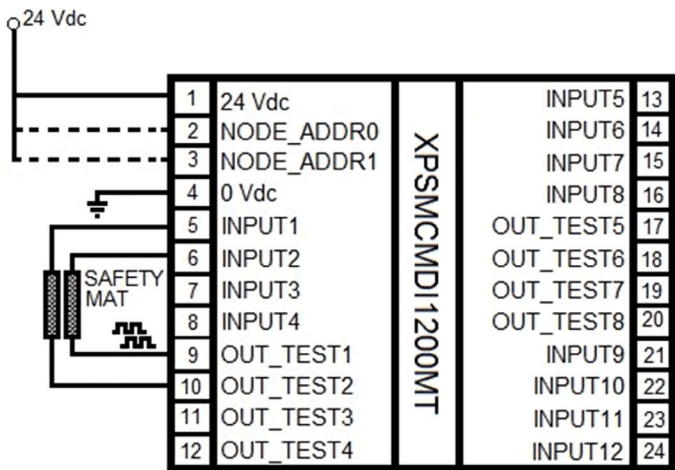 24 Vdc
1 24 Vdc INPUT5 13
2 NODE_ADDR0 INPUT6 14
3 NODE_ADDR1 INPUT7 15
4 0 Vdc INPUT8 16
5 INPUT1 OUT_TEST5 17
6 INPUT2 OUT_TEST6 18
SAFETY
MAT
7 INPUT3 OUT_TEST7 19
8 INPUT4 OUT_TEST8 20
9 OUT_TEST1 INPUT9 21
10 OUT_TEST2 INPUT10 22
11 OUT_TEST3 INPUT11 23
12 OUT_TEST4 INPUT12 24
XPSMCMDI1200MT